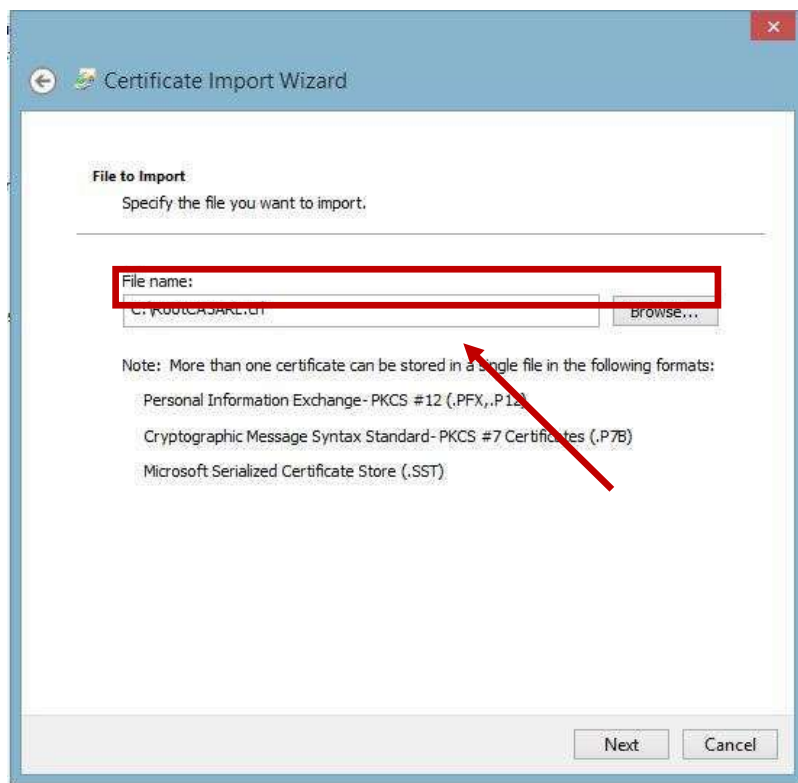 Certificate Import Wizard
File to Import
Specify the file you want to import.
File name:
Browse...
Note: More than one certificate can be stored in a single file in the following formats:
Personal Information Exchange- PKCS #12 (.PFX,.P12)
Cryptographic Message Syntax Standard- PKCS #7 Certificates (.P7B)
Microsoft Serialized Certificate Store (.SST)
Next Cancel